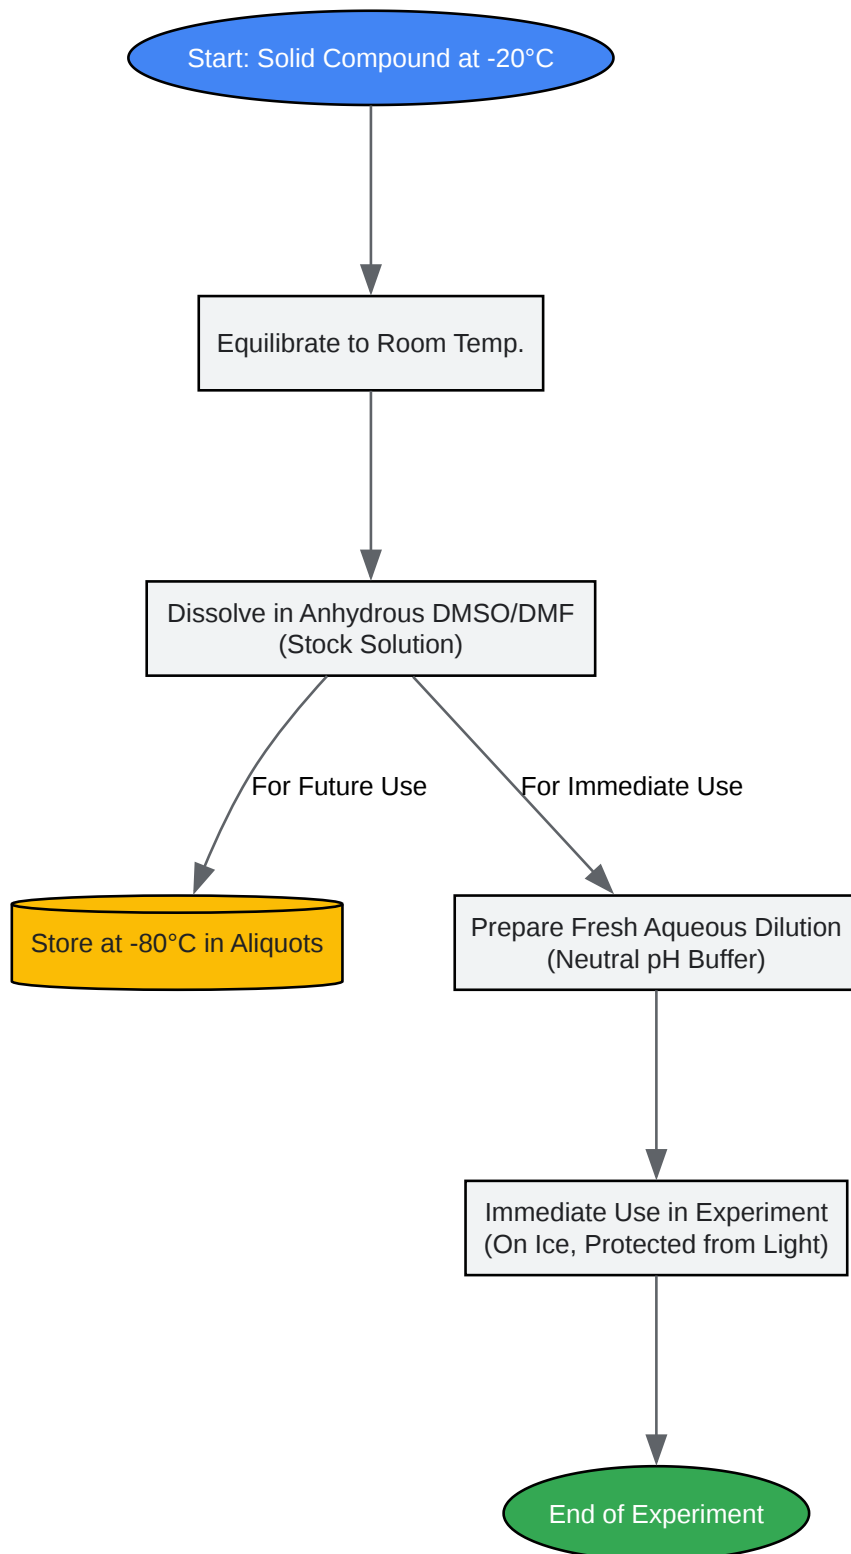 Start: Solid Compound at -20°C
Equilibrate to Room Temp.
Dissolve in Anhydrous DMSO/DMF
(Stock Solution)
For Future Use
For Immediate Use
Store at -80°C in Aliquots
Prepare Fresh Aqueous Dilution
(Neutral pH Buffer)
Immediate Use in Experiment
(On Ice, Protected from Light)
End of Experiment